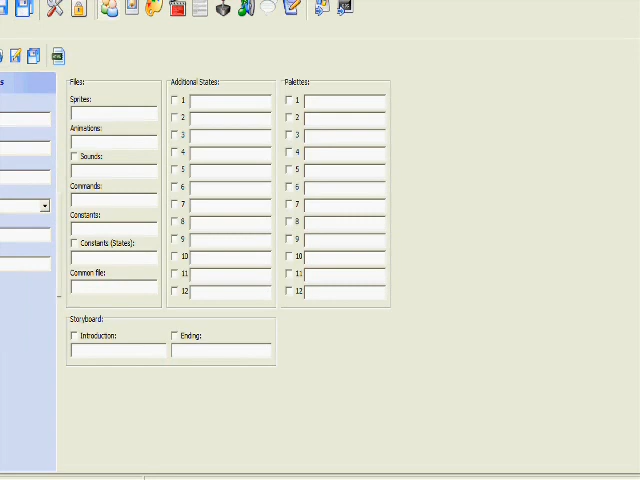 s
Files:
Sprites:
Animations:
Sounds:
Commands:
Constants:
Constants (States):
Common file:
Additional States:
1
2
3
4
5
6
7
8
9
10
11
12
Palettes:
1
2
3
4
5
6
7
8
9
10
11
12
Storyboard:
Introduction:
Ending: